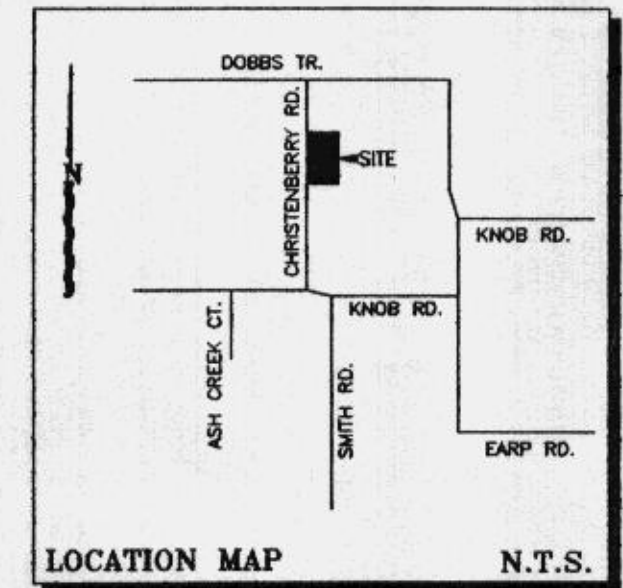 DOBBS TR.
CHRISTENBERRY RD.
SITE
N
KNOB RD.
KNOB RD.
ASH CREEK CT.
SMITH RD.
EARP RD.
LOCATION MAP
N.T.S.